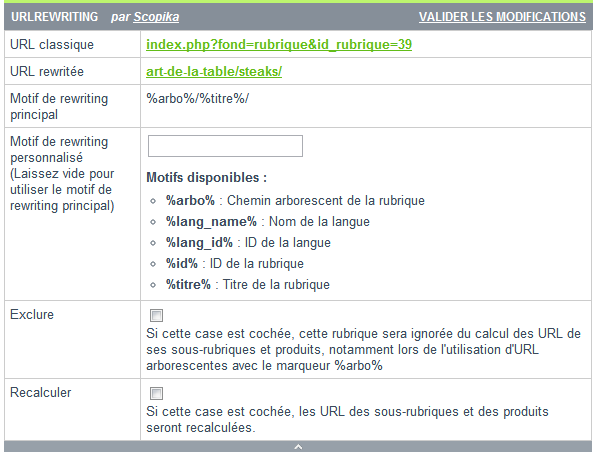 URLREWRITING par Scopika VALIDER LES MODIFICATIONS
URL classique index.php?fond=rubrique&id_rubrique=39
URL rewritée art-de-la-table/steaks/
Motif de rewriting
principal
%arbo%/%titre%/
Motif de rewriting
personnalisé
(Laissez vide pour
utiliser le motif de
rewriting principal)
Motifs disponibles :
%arbo% : Chemin arborescent de la rubrique
%lang_name% : Nom de la langue
%lang_id% : ID de la langue
%id% : ID de la rubrique
%titre% : Titre de la rubrique
Exclure
Si cette case est cochée, cette rubrique sera ignorée du calcul des URL de
ses sous-rubriques et produits, notamment lors de l'utilisation d'URL
arborescentes avec le marqueur %arbo%
Recalculer
Si cette case est cochée, les URL des sous-rubriques et des produits
seront recalculées.